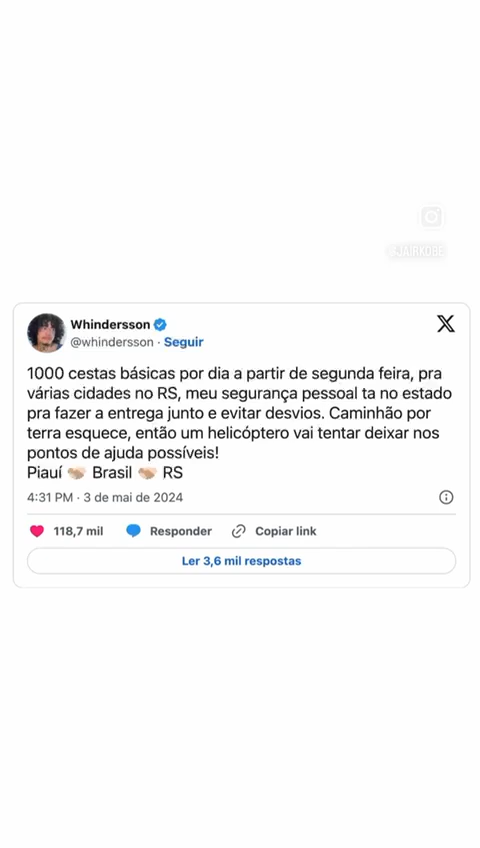 @JAIRKOBE
Whindersson
@whindersson · Seguir
1000 cestas básicas por dia a partir de segunda feira, pra
várias cidades no RS, meu segurança pessoal ta no estado
pra fazer a entrega junto e evitar desvios. Caminhão por
terra esquece, então um helicóptero vai tentar deixar nos
pontos de ajuda possíveis!
Piauí 🤝🏼 Brasil 🤝🏼 RS
4:31 PM · 3 de mai de 2024
118,7 mil Responder Copiar link
Ler 3,6 mil respostas